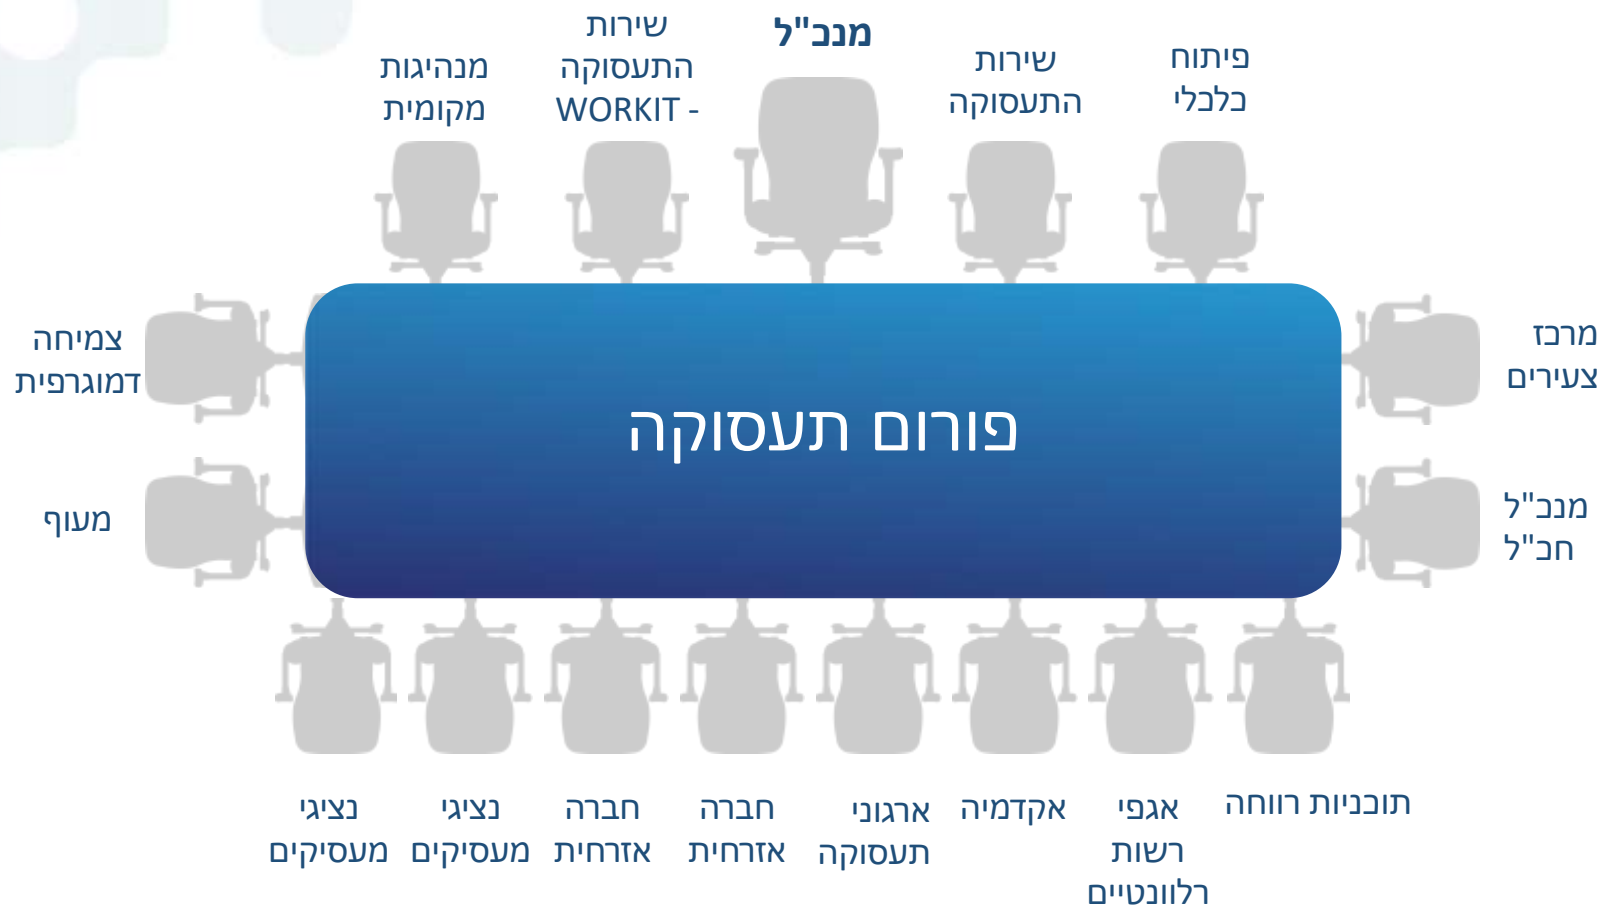 מנכ"ל
פיתוח
כלכלי
שירות
התעסוקה
שירות
התעסוקה
WORKIT -
מנהיגות
מקומית
מרכז
צעירים
מנכ"ל
חכ"ל
פורום תעסוקה
צמיחה
דמוגרפית
מעוף
תוכניות רווחה
אגפי
רשות
רלוונטיים
אקדמיה
ארגוני
תעסוקה
חברה
אזרחית
חברה
אזרחית
נציגי
מעסיקים
נציגי
מעסיקים